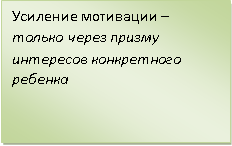 Усиление мотивации –
только через призму
интересов конкретного
ребенка